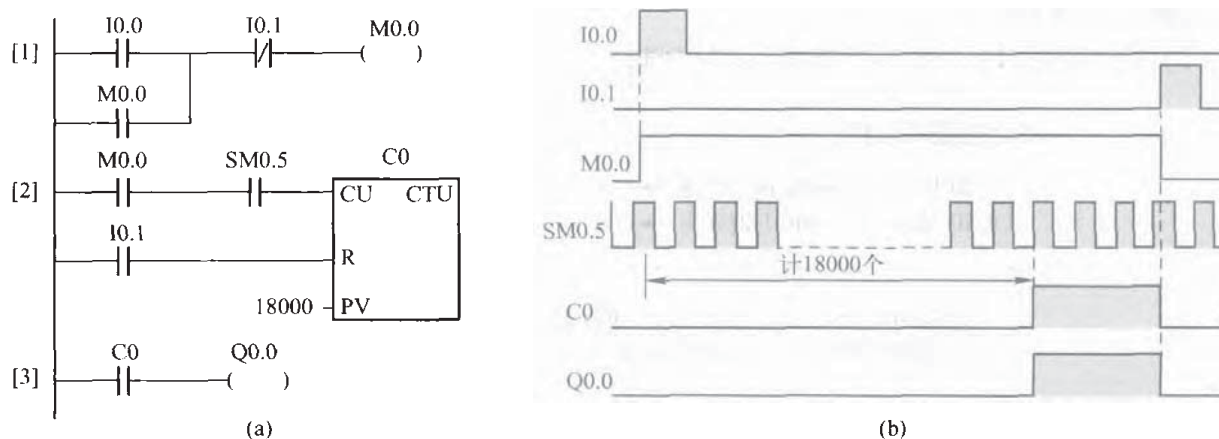 [1]
I0.0
I0.1
M0.0
M0.0
[2]
M0.0
SM0.5
C0
CU CTU
I0.1
R
18000
PV
[3]
C0
Q0.0
(a)
I0.0
I0.1
M0.0
SM0.5
计18000个
C0
Q0.0
(b)